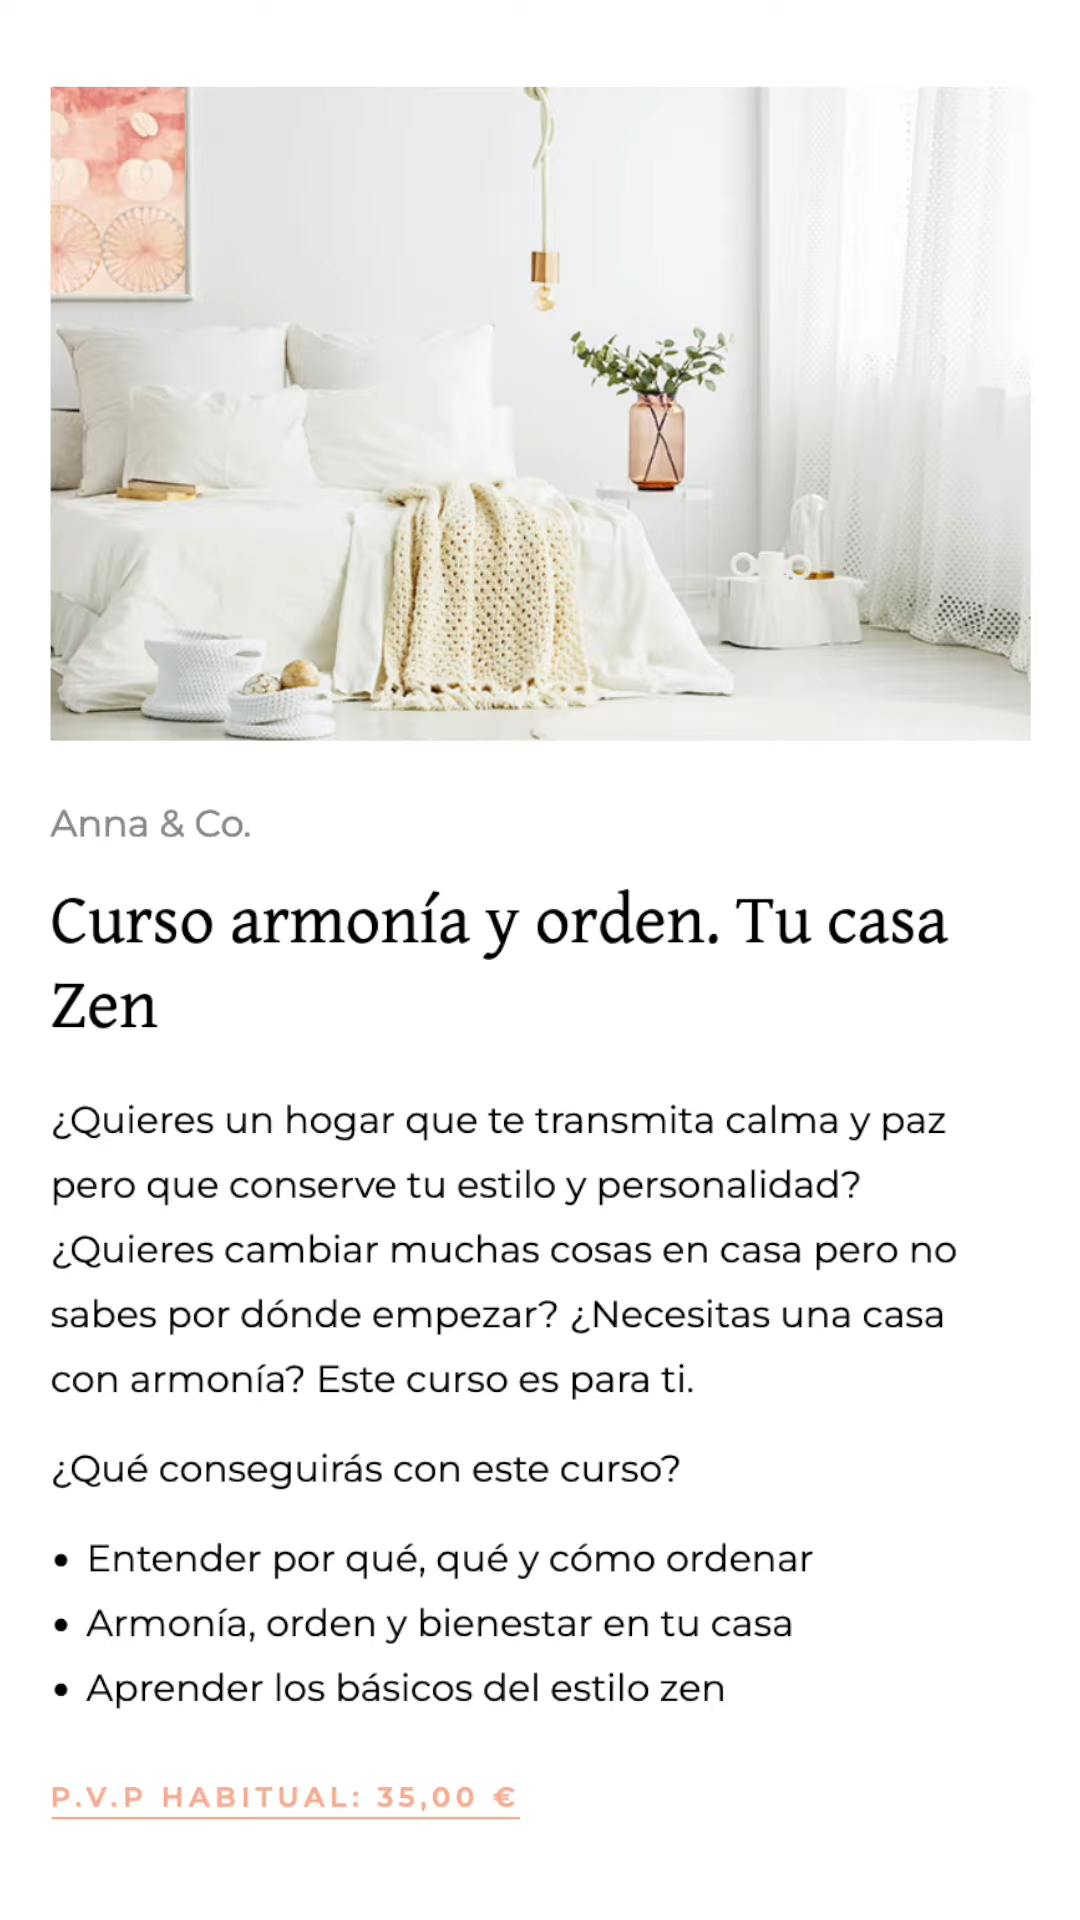 Anna & Co.
Curso armonía y orden. Tu casa
Zen
¿Quieres un hogar que te transmita calma y paz
pero que conserve tu estilo y personalidad?
¿Quieres cambiar muchas cosas en casa pero no
sabes por dónde empezar? ¿Necesitas una casa
con armonía? Este curso es para ti.
¿Qué conseguirás con este curso?
• Entender por qué, qué y cómo ordenar
• Armonía, orden y bienestar en tu casa
• Aprender los básicos del estilo zen
P.V.P HABITUAL: 35,00 €